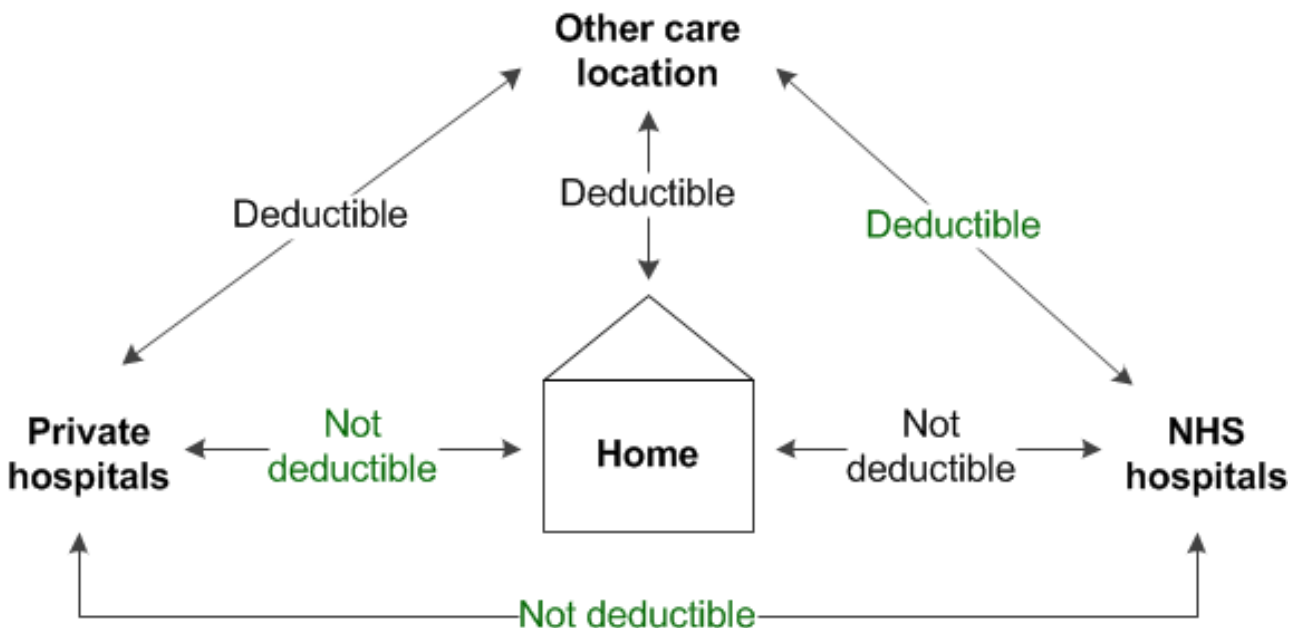 Other care
location
Deductible
Deductible
Deductible
Private
hospitals
Not
deductible
Home
Not
deductible
NHS
hospitals
Not deductible